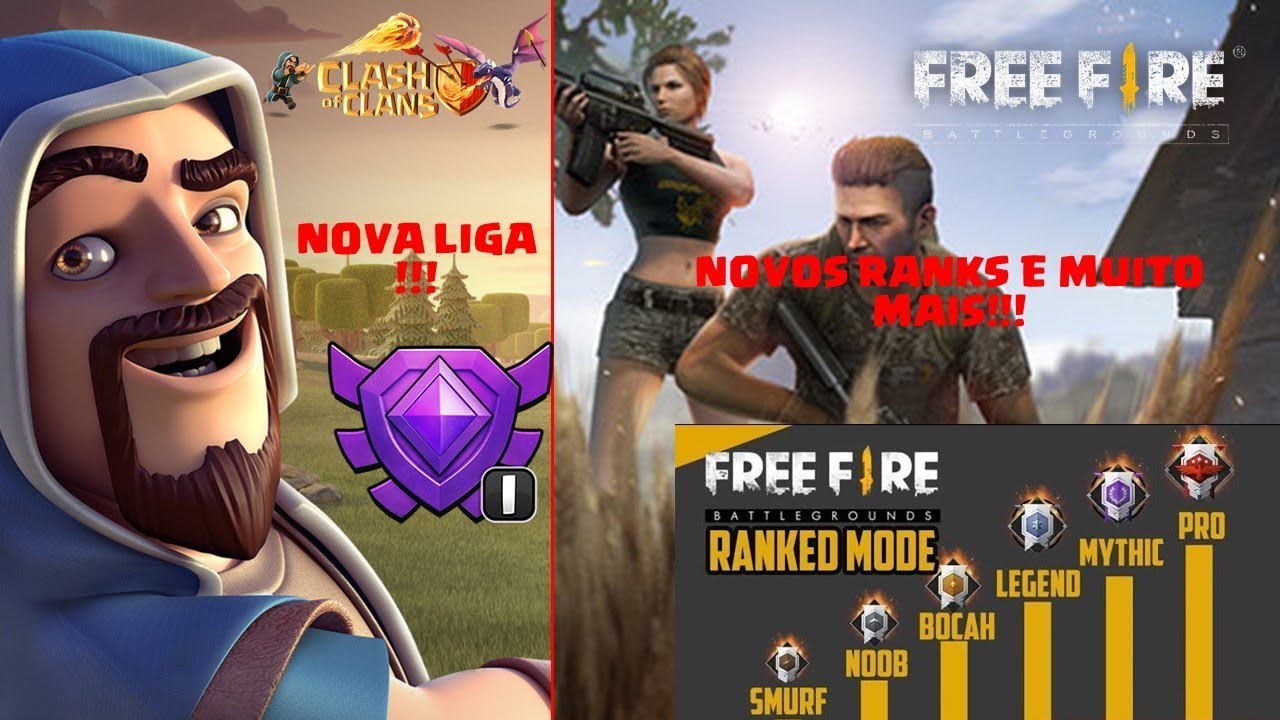 CLASH
OF CLANS
NOVA LIGA
!!!
I
FREE FIRE
BATTLEGROUNDS
NOVOS RANKS E MUITO
MAIS!!!
FREE FIRE
BATTLEGROUNDS
RANKED MODE
SMURF
NOOB
BOCAH
LEGEND
MYTHIC
PRO